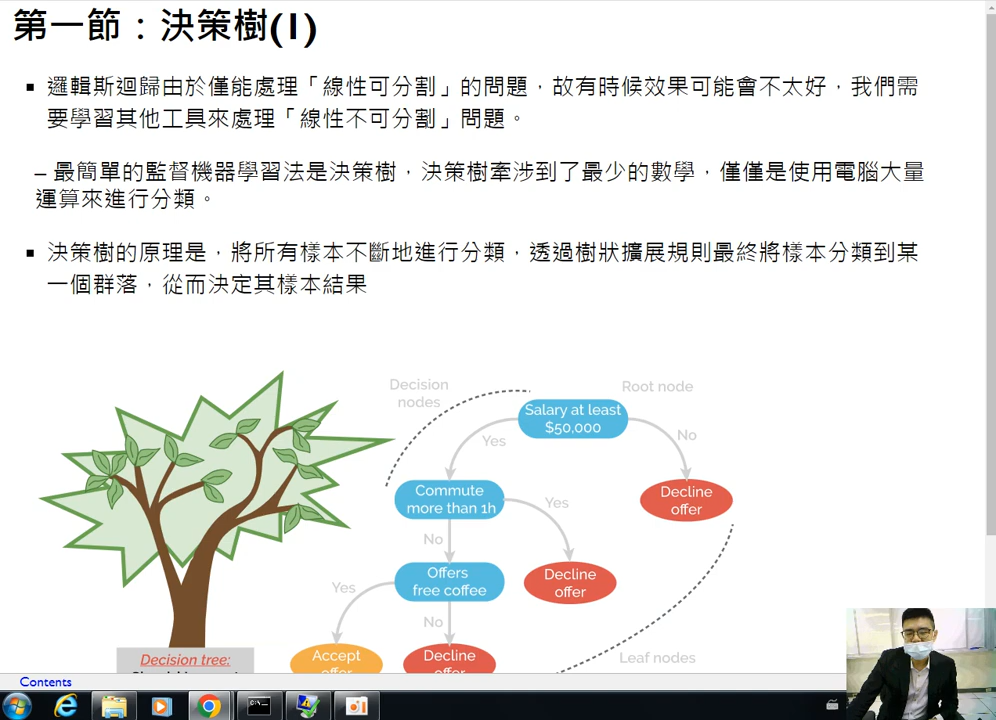 第一節：決策樹(1)
▪ 邏輯斯迴歸由於僅能處理「線性可分割」的問題，故有時候效果可能會不太好，我們需
要學習其他工具來處理「線性不可分割」問題。
– 最簡單的監督機器學習法是決策樹，決策樹牽涉到了最少的數學，僅僅是使用電腦大量
運算來進行分類。
▪ 決策樹的原理是，將所有樣本不斷地進行分類，透過樹狀擴展規則最終將樣本分類到某
一個群落，從而決定其樣本結果
Decision
nodes
Root node
Salary at least
$50,000
Yes
No
Commute
more than 1h
Decline
offer
Yes
No
Offers
free coffee
Decline
offer
Yes
No
Accept
offer
Decline
offer
Leaf nodes
Decision tree:
Contents